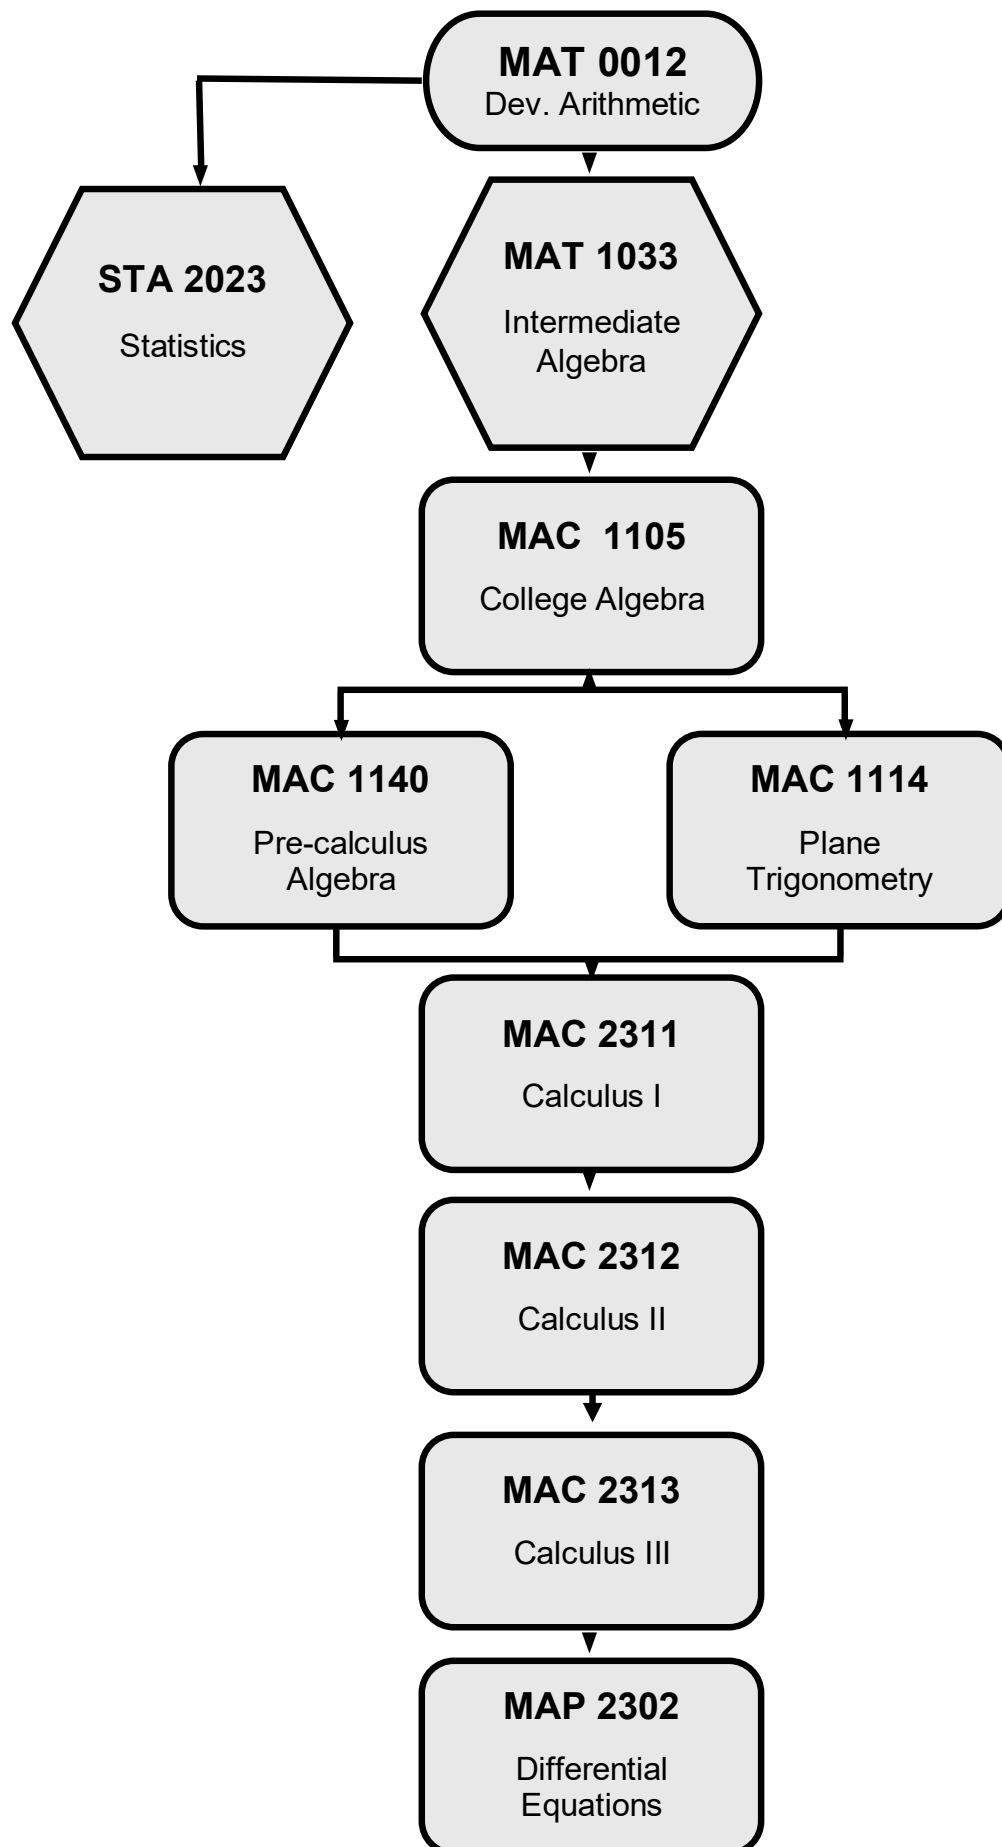 MAT 0012
Dev. Arithmetic
STA 2023
Statistics
MAT 1033
Intermediate
Algebra
MAC 1105
College Algebra
MAC 1140
Pre-calculus
Algebra
MAC 1114
Plane
Trigonometry
MAC 2311
Calculus I
MAC 2312
Calculus II
MAC 2313
Calculus III
MAP 2302
Differential
Equations